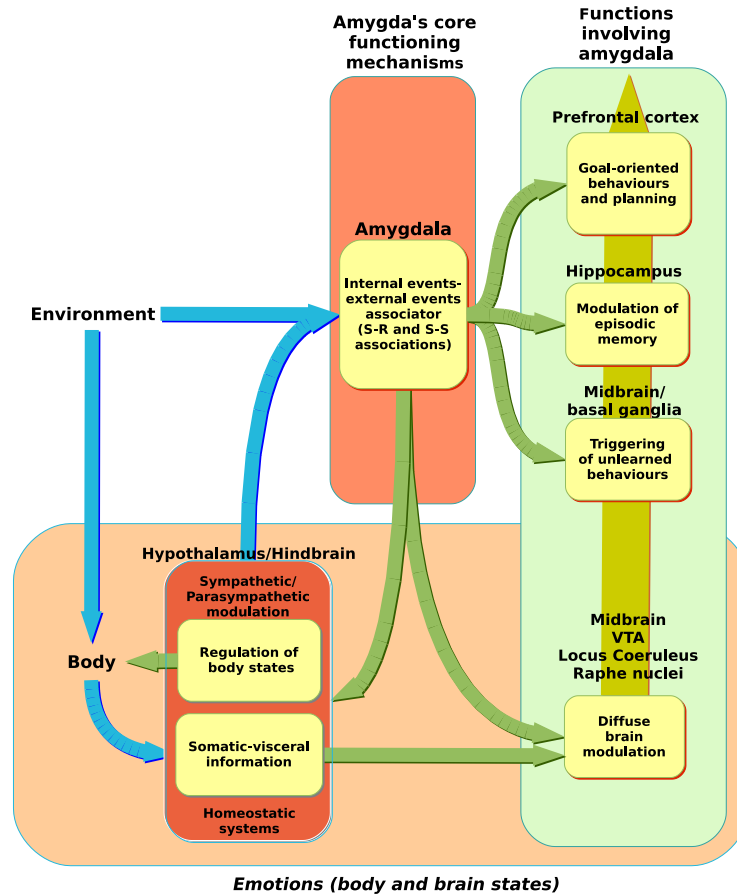 Amygda's core
functioning
mechanisms
Functions
involving
amygdala
Prefrontal cortex
Goal-oriented
behaviours
and planning
Amygdala
Internal events-
external events
associator
(S-R and S-S
associations)
Hippocampus
Modulation of
episodic
memory
Environment
Midbrain/
basal ganglia
Triggering
of unlearned
behaviours
Hypothalamus/Hindbrain
Sympathetic/
Parasympathetic
modulation
Regulation of
body states
Body
Somatic-visceral
information
Homeostatic
systems
Midbrain
VTA
Locus Coeruleus
Raphe nuclei
Diffuse
brain
modulation
Emotions (body and brain states)